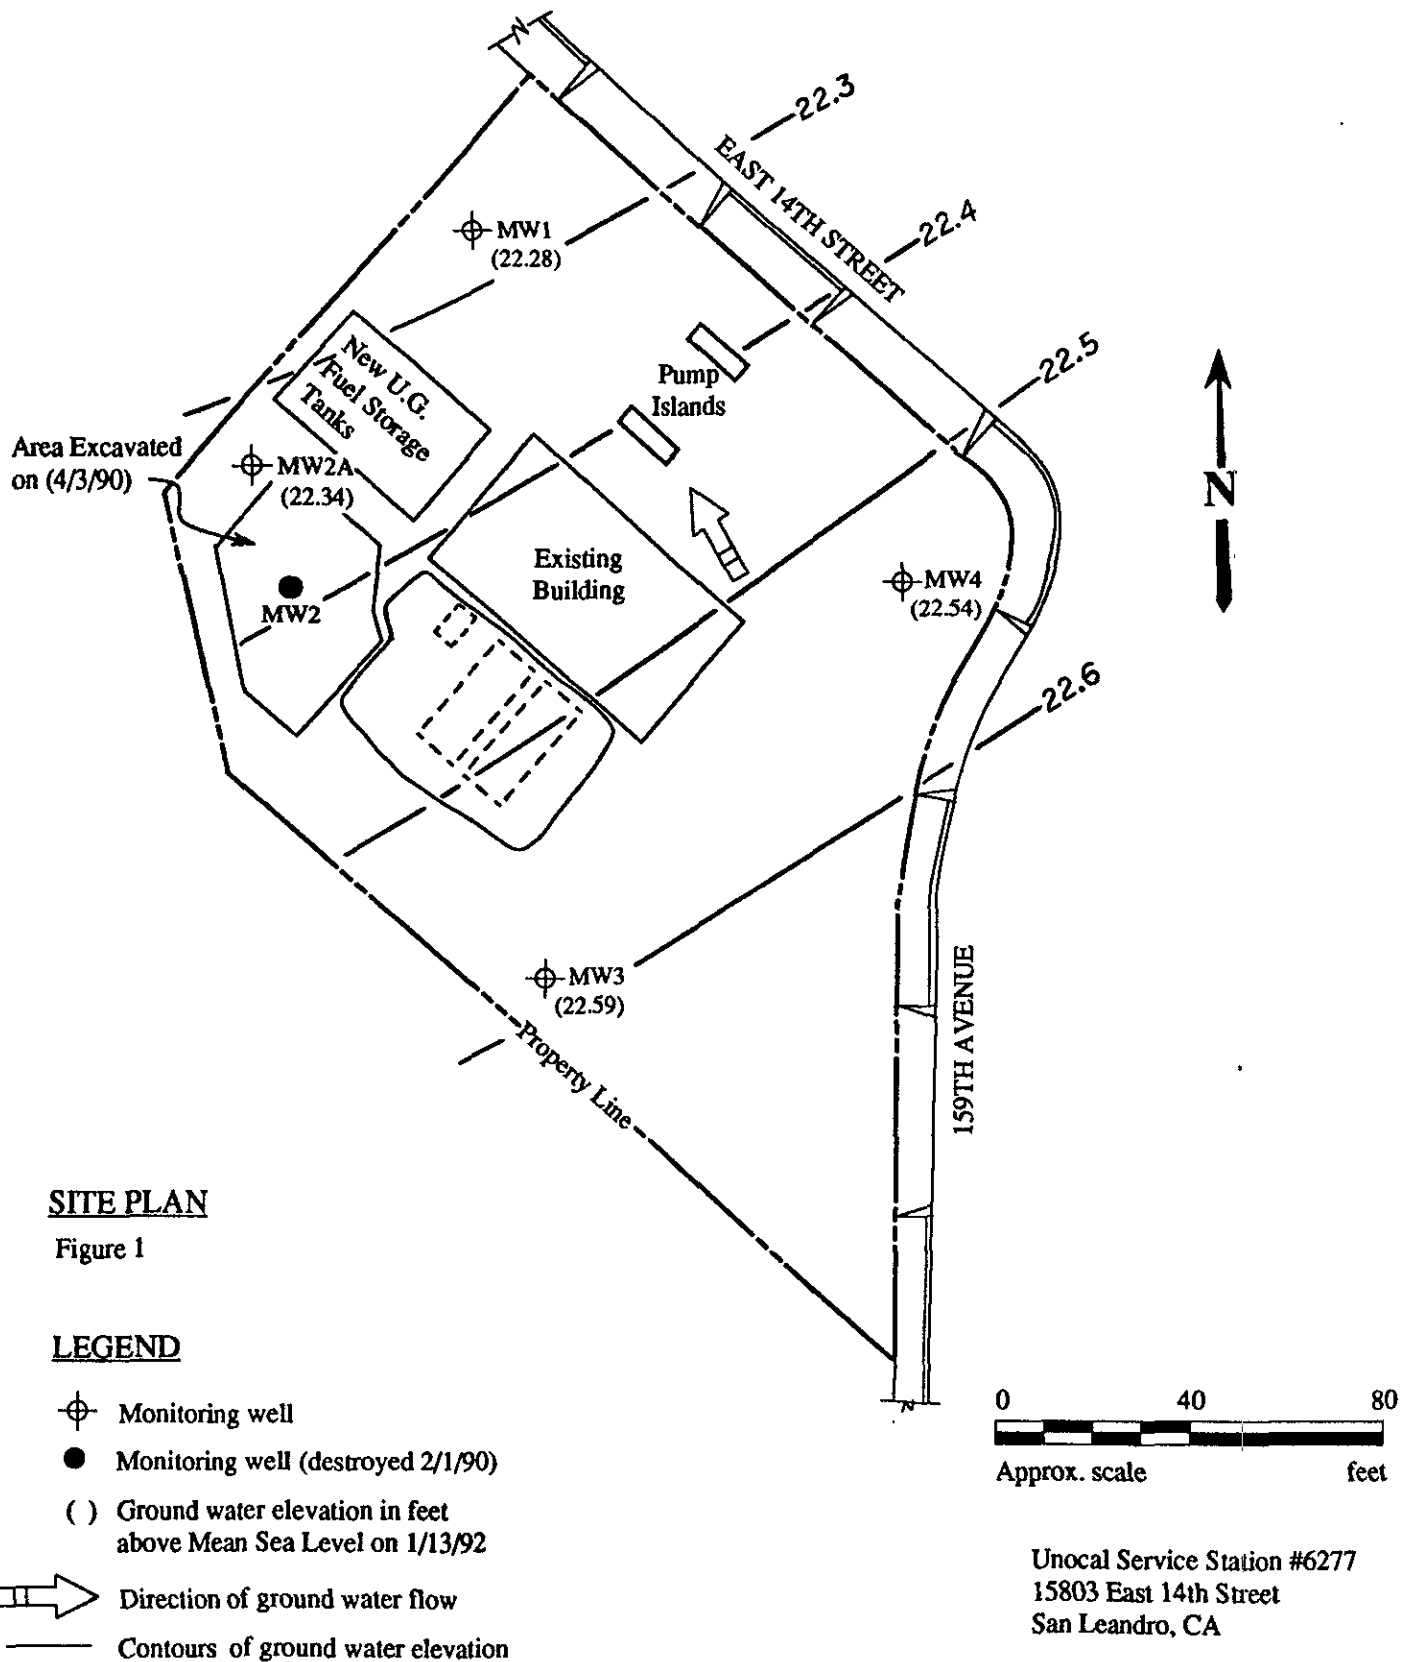 N
22.3
EAST 14TH STREET
22.4
MW1
(22.28)
22.5
New U.G.
Fuel Storage
Tanks
Pump
Islands
Area Excavated
on (4/3/90)
MW2A
(22.34)
N
Existing
Building
MW4
(22.54)
MW2
22.6
MW3
(22.59)
Property Line
159TH AVENUE
SITE PLAN
Figure 1
LEGEND
Monitoring well
Monitoring well (destroyed 2/1/90)
( ) Ground water elevation in feet
above Mean Sea Level on 1/13/92
Direction of ground water flow
Contours of ground water elevation
0 40 80
Approx. scale feet
Unocal Service Station #6277
15803 East 14th Street
San Leandro, CA